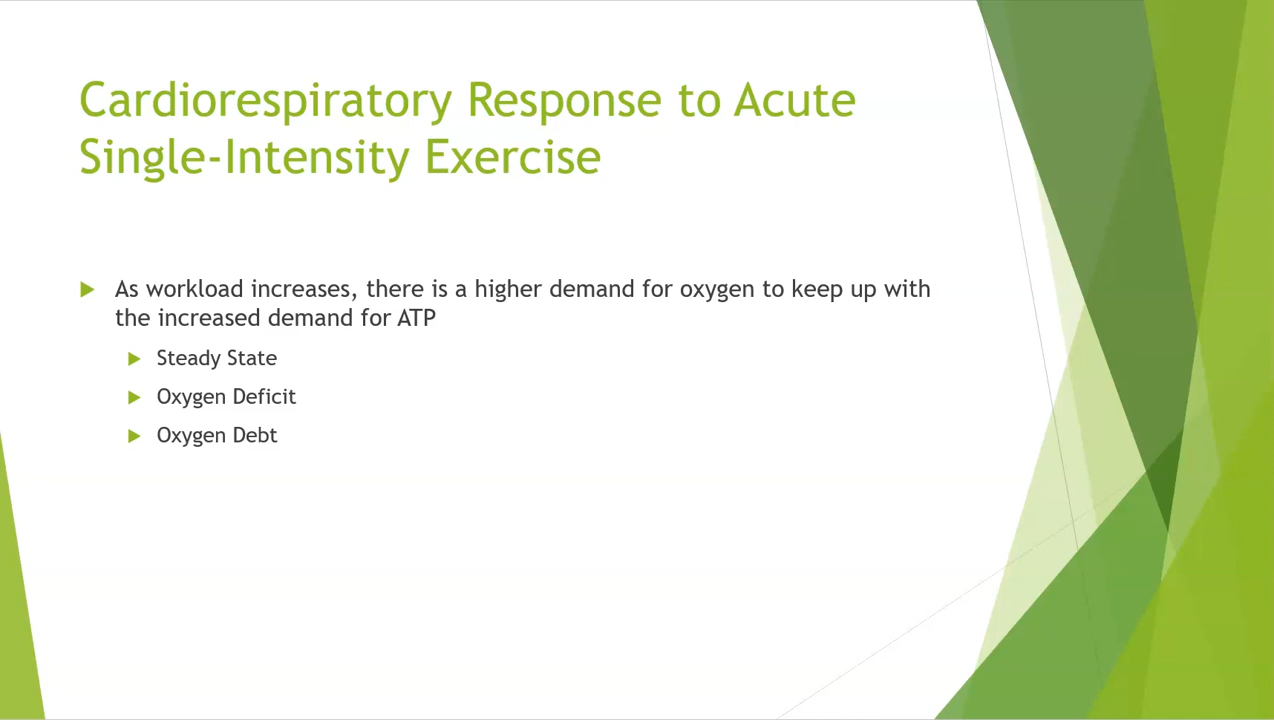 Cardiorespiratory Response to Acute
Single-Intensity Exercise
As workload increases, there is a higher demand for oxygen to keep up with
the increased demand for ATP
Steady State
Oxygen Deficit
Oxygen Debt